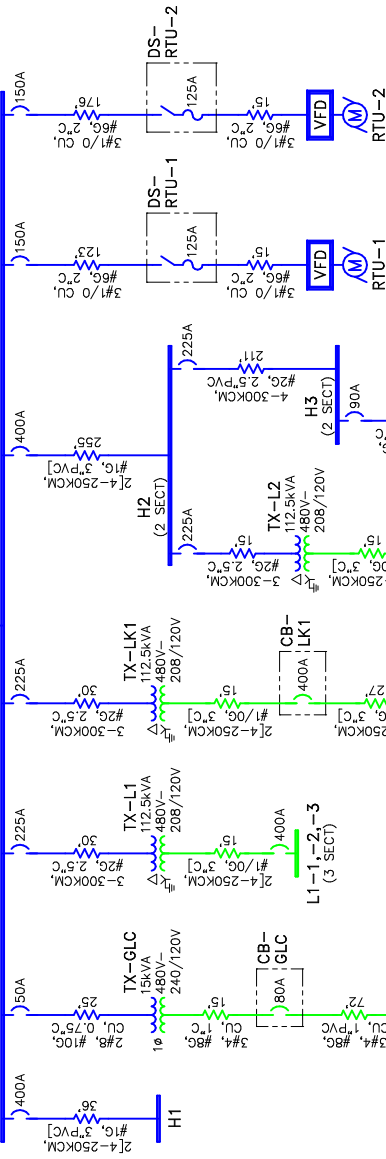 150A
176'
3#1/0 CU,
#6G, 2"C
DS-
RTU-2
125A
15'
3#1/0 CU,
#6G, 2"C
VFD
M
RTU-2
150A
123'
3#1/0 CU,
#6G, 2"C
DS-
RTU-1
125A
15'
3#1/0 CU,
#6G, 2"C
VFD
M
RTU-1
400A
255'
2[4-250KCM,
#1G, 3"PVC]
H2
(2 SECT)
225A
211'
4-300KCM,
#2G, 2.5"PVC
H3
(2 SECT)
90A
225A
15'
3-300KCM,
#2G, 2.5"C
TX-L2
112.5kVA
480V-
208/120V
15'
-250KCM,
0G, 3"C]
225A
30'
3-300KCM,
#2G, 2.5"C
TX-LK1
112.5kVA
480V-
208/120V
15'
2[4-250KCM,
#1/0G, 3"C]
CB-
LK1
400A
27'
250KCM,
G, 3"C]
225A
30'
3-300KCM,
#2G, 2.5"C
TX-L1
112.5kVA
480V-
208/120V
15'
2[4-250KCM,
#1/0G, 3"C]
400A
L1-1,-2,-3
(3 SECT)
50A
25'
2#8, CU,
#10G, 0.75"C
TX-GLC
15kVA
480V-
240/120V
1ø
15'
3#4, CU,
#8G, 1"C
CB-
GLC
80A
72'
3#4, CU,
#8G, 1"PVC
400A
36'
2[4-250KCM,
#1G, 3"PVC]
H1